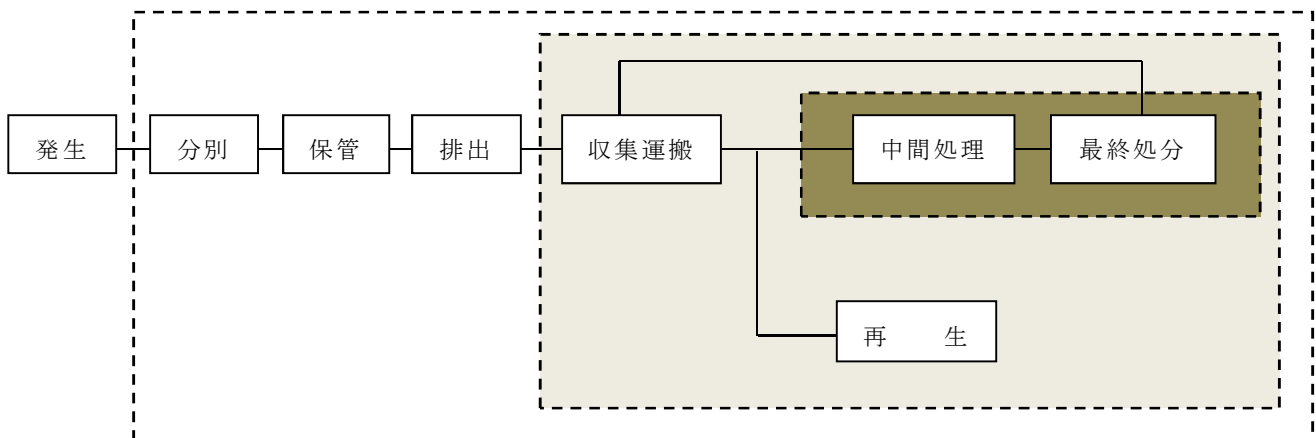 発生
分別
保管
排出
収集運搬
中間処理
最終処分
再　　生